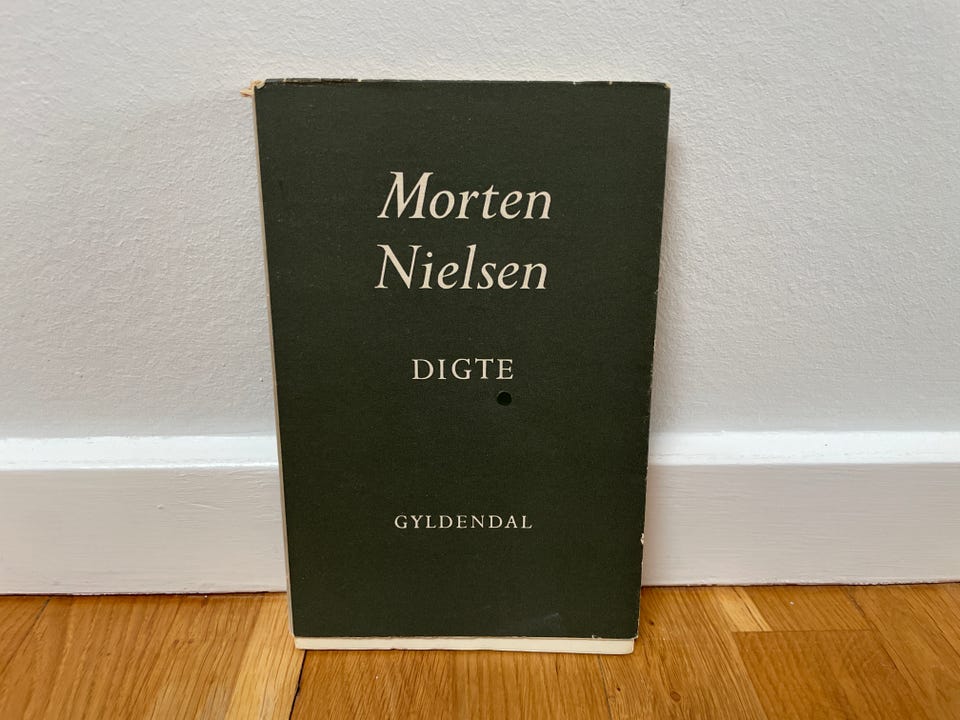 Morten
Nielsen
DIGTE
GYLDENDAL